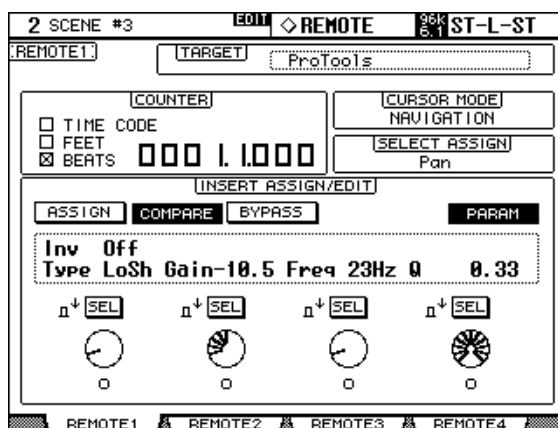 2 SCENE #3 EDIT ◇REMOTE 96k 6.1 ST-L-ST
REMOTE1 TARGET ProTools
COUNTER CURSOR MODE
NAVIGATION
TIME CODE
FEET SELECT ASSIGN
BEATS 000 1.1.000 Pan
INSERT ASSIGN/EDIT
ASSIGN COMPARE BYPASS PARAM
Inv Off
Type LoSh Gain-10.5 Freq 23Hz Q 0.33
SEL SEL SEL SEL
REMOTE1 REMOTE2 REMOTE3 REMOTE4